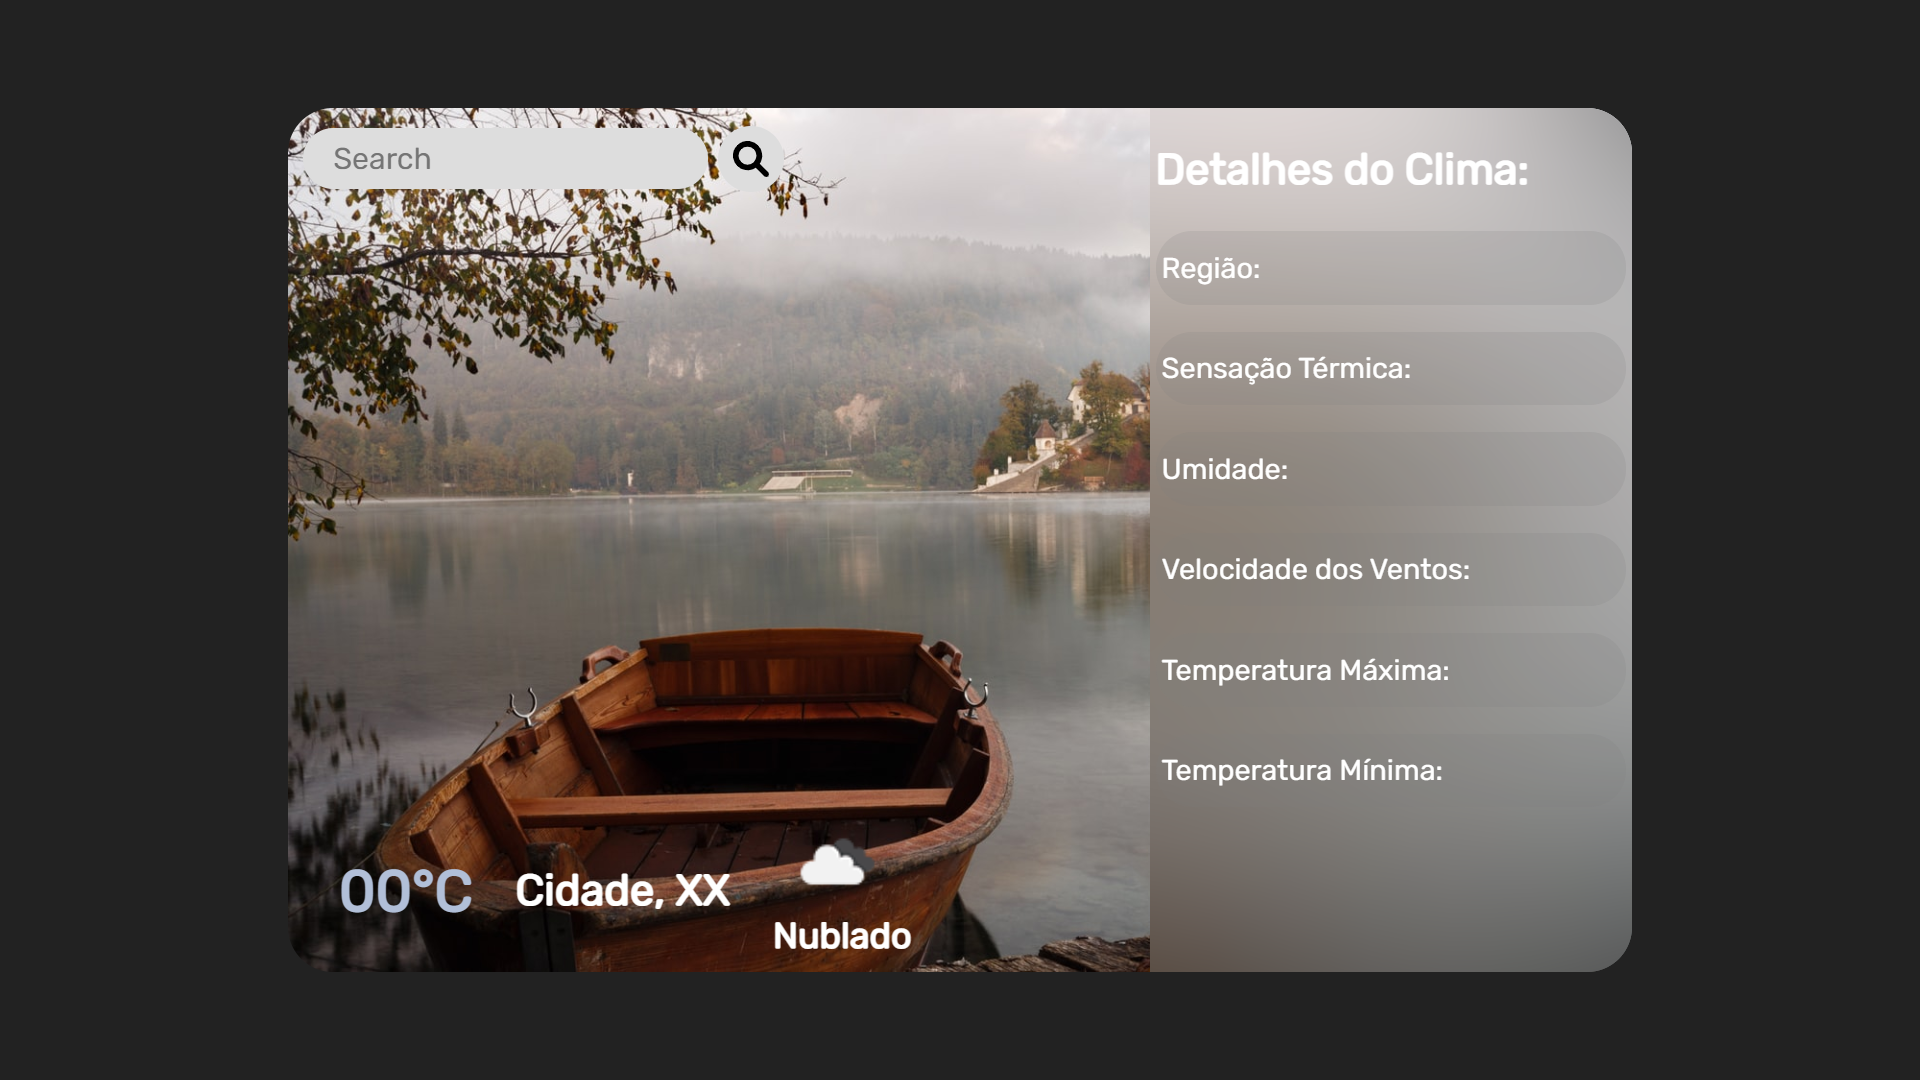 Search
Detalhes do Clima:
Região:
Sensação Térmica:
Umidade:
Velocidade dos Ventos:
Temperatura Máxima:
Temperatura Mínima:
00°C
Cidade, XX
Nublado